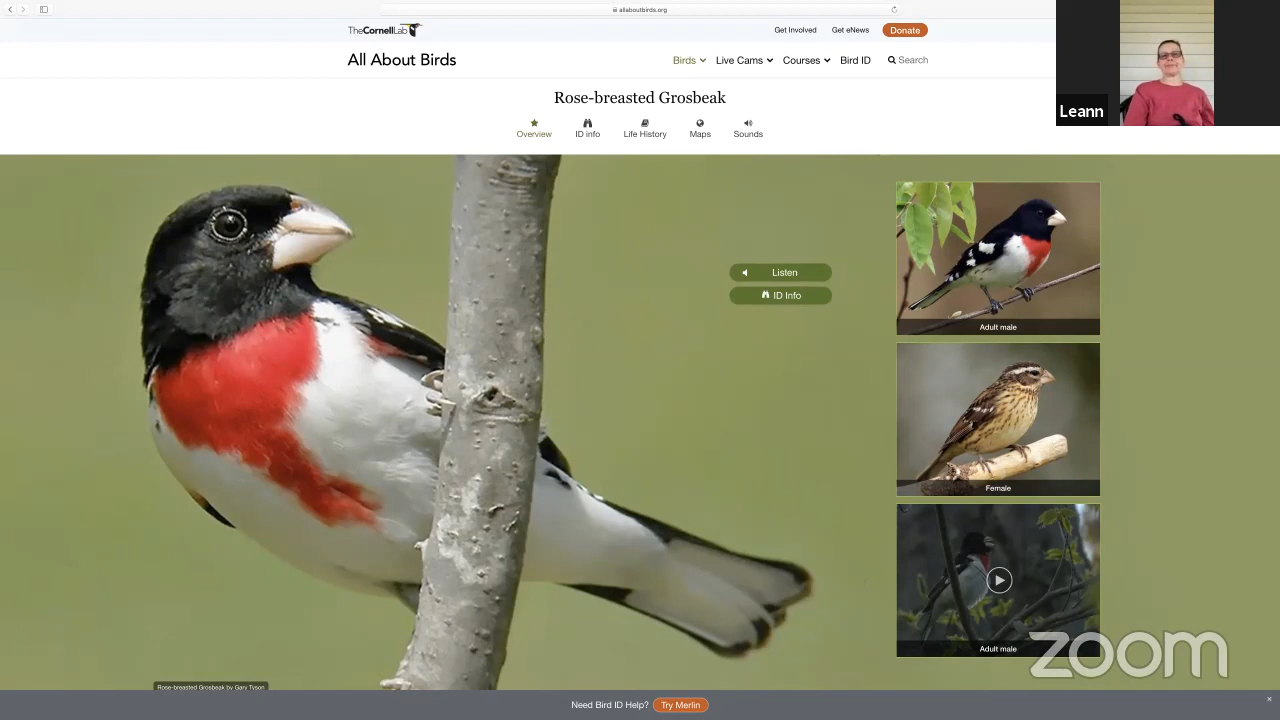 allaboutbirds.org
TheCornellLab
Get Involved
Get eNews
Donate
All About Birds
Birds
Live Cams
Courses
Bird ID
Search
Leann
Rose-breasted Grosbeak
Overview
ID info
Life History
Maps
Sounds
Listen
ID Info
Adult male
Female
Adult male
zoom
Rose-breasted Grosbeak by Gary Tyson
Need Bird ID Help?
Try Merlin